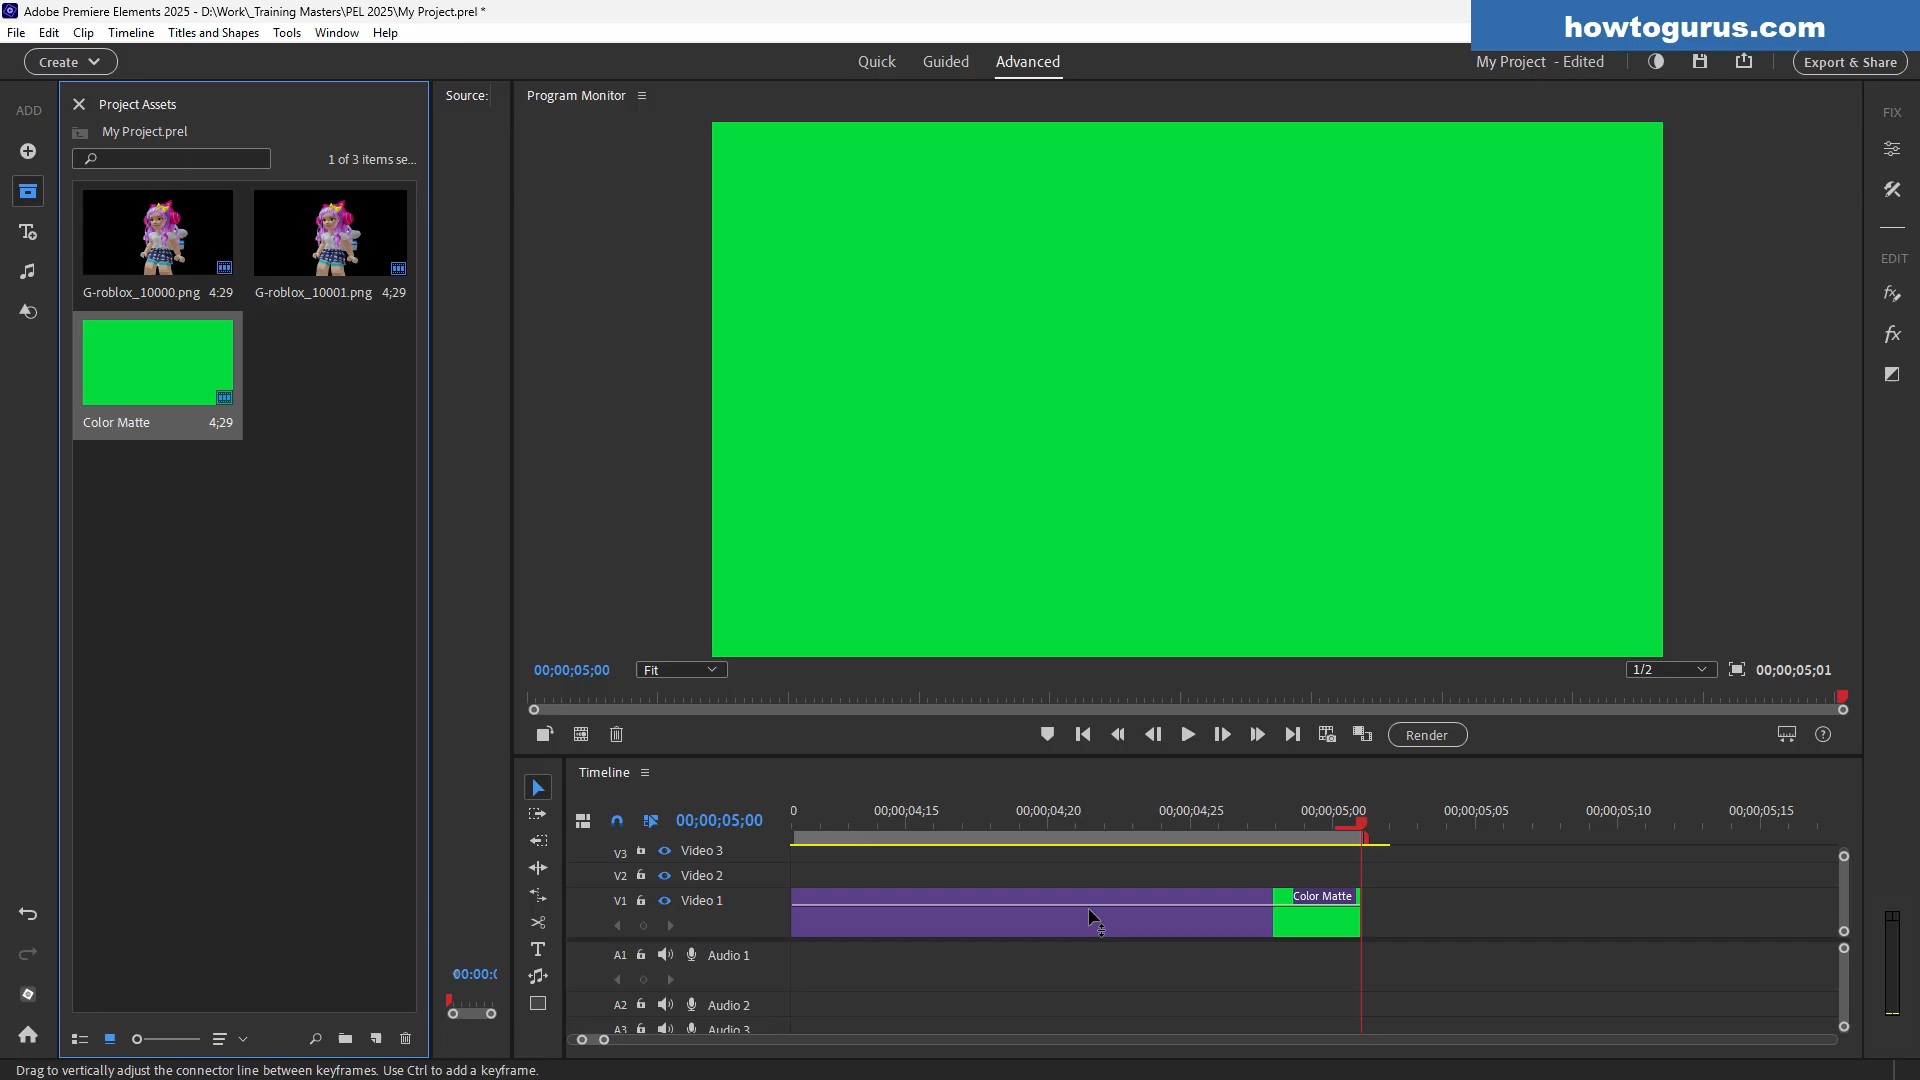 Adobe Premiere Elements 2025 - D:\Work\_Training Masters\PEL 2025\My Project.prel *
howtogurus.com
File Edit Clip Timeline Titles and Shapes Tools Window Help
Create Quick Guided Advanced My Project - Edited Export & Share
ADD
Project Assets
Source:
Program Monitor
FIX
My Project.prel
1 of 3 items se...
G-roblox_10000.png 4:29
G-roblox_10001.png 4;29
EDIT
fx
Color Matte 4;29
00;00;05;00 Fit 1/2 00;00;05;01
Render
Timeline
0 00;00;04;15 00;00;04;20 00;00;04;25 00;00;05;00 00;00;05;05 00;00;05;10 00;00;05;15
00;00;05;00
V3 Video 3
V2 Video 2
V1 Video 1
Color Matte
A1 Audio 1
00:00:0
A2 Audio 2
A3 Audio 3
Drag to vertically adjust the connector line between keyframes. Use Ctrl to add a keyframe.